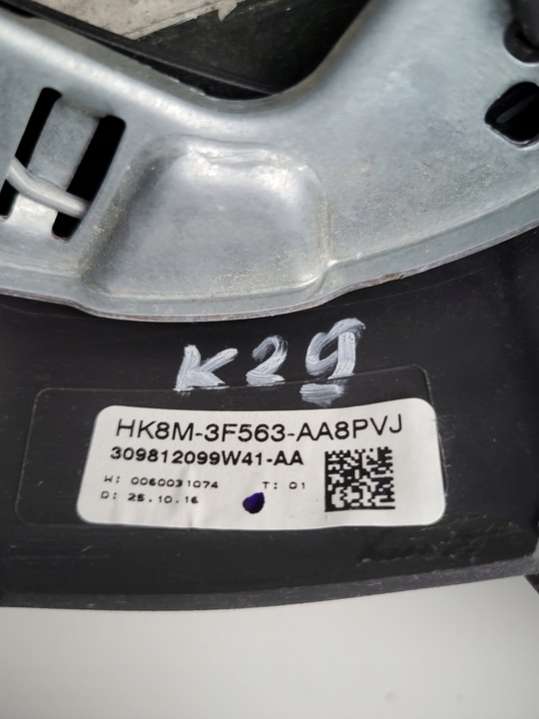 K29
HK8M-3F563-AA8PVJ
309812099W41-AA
W: 0060031074 T: 01
D: 25.10.16